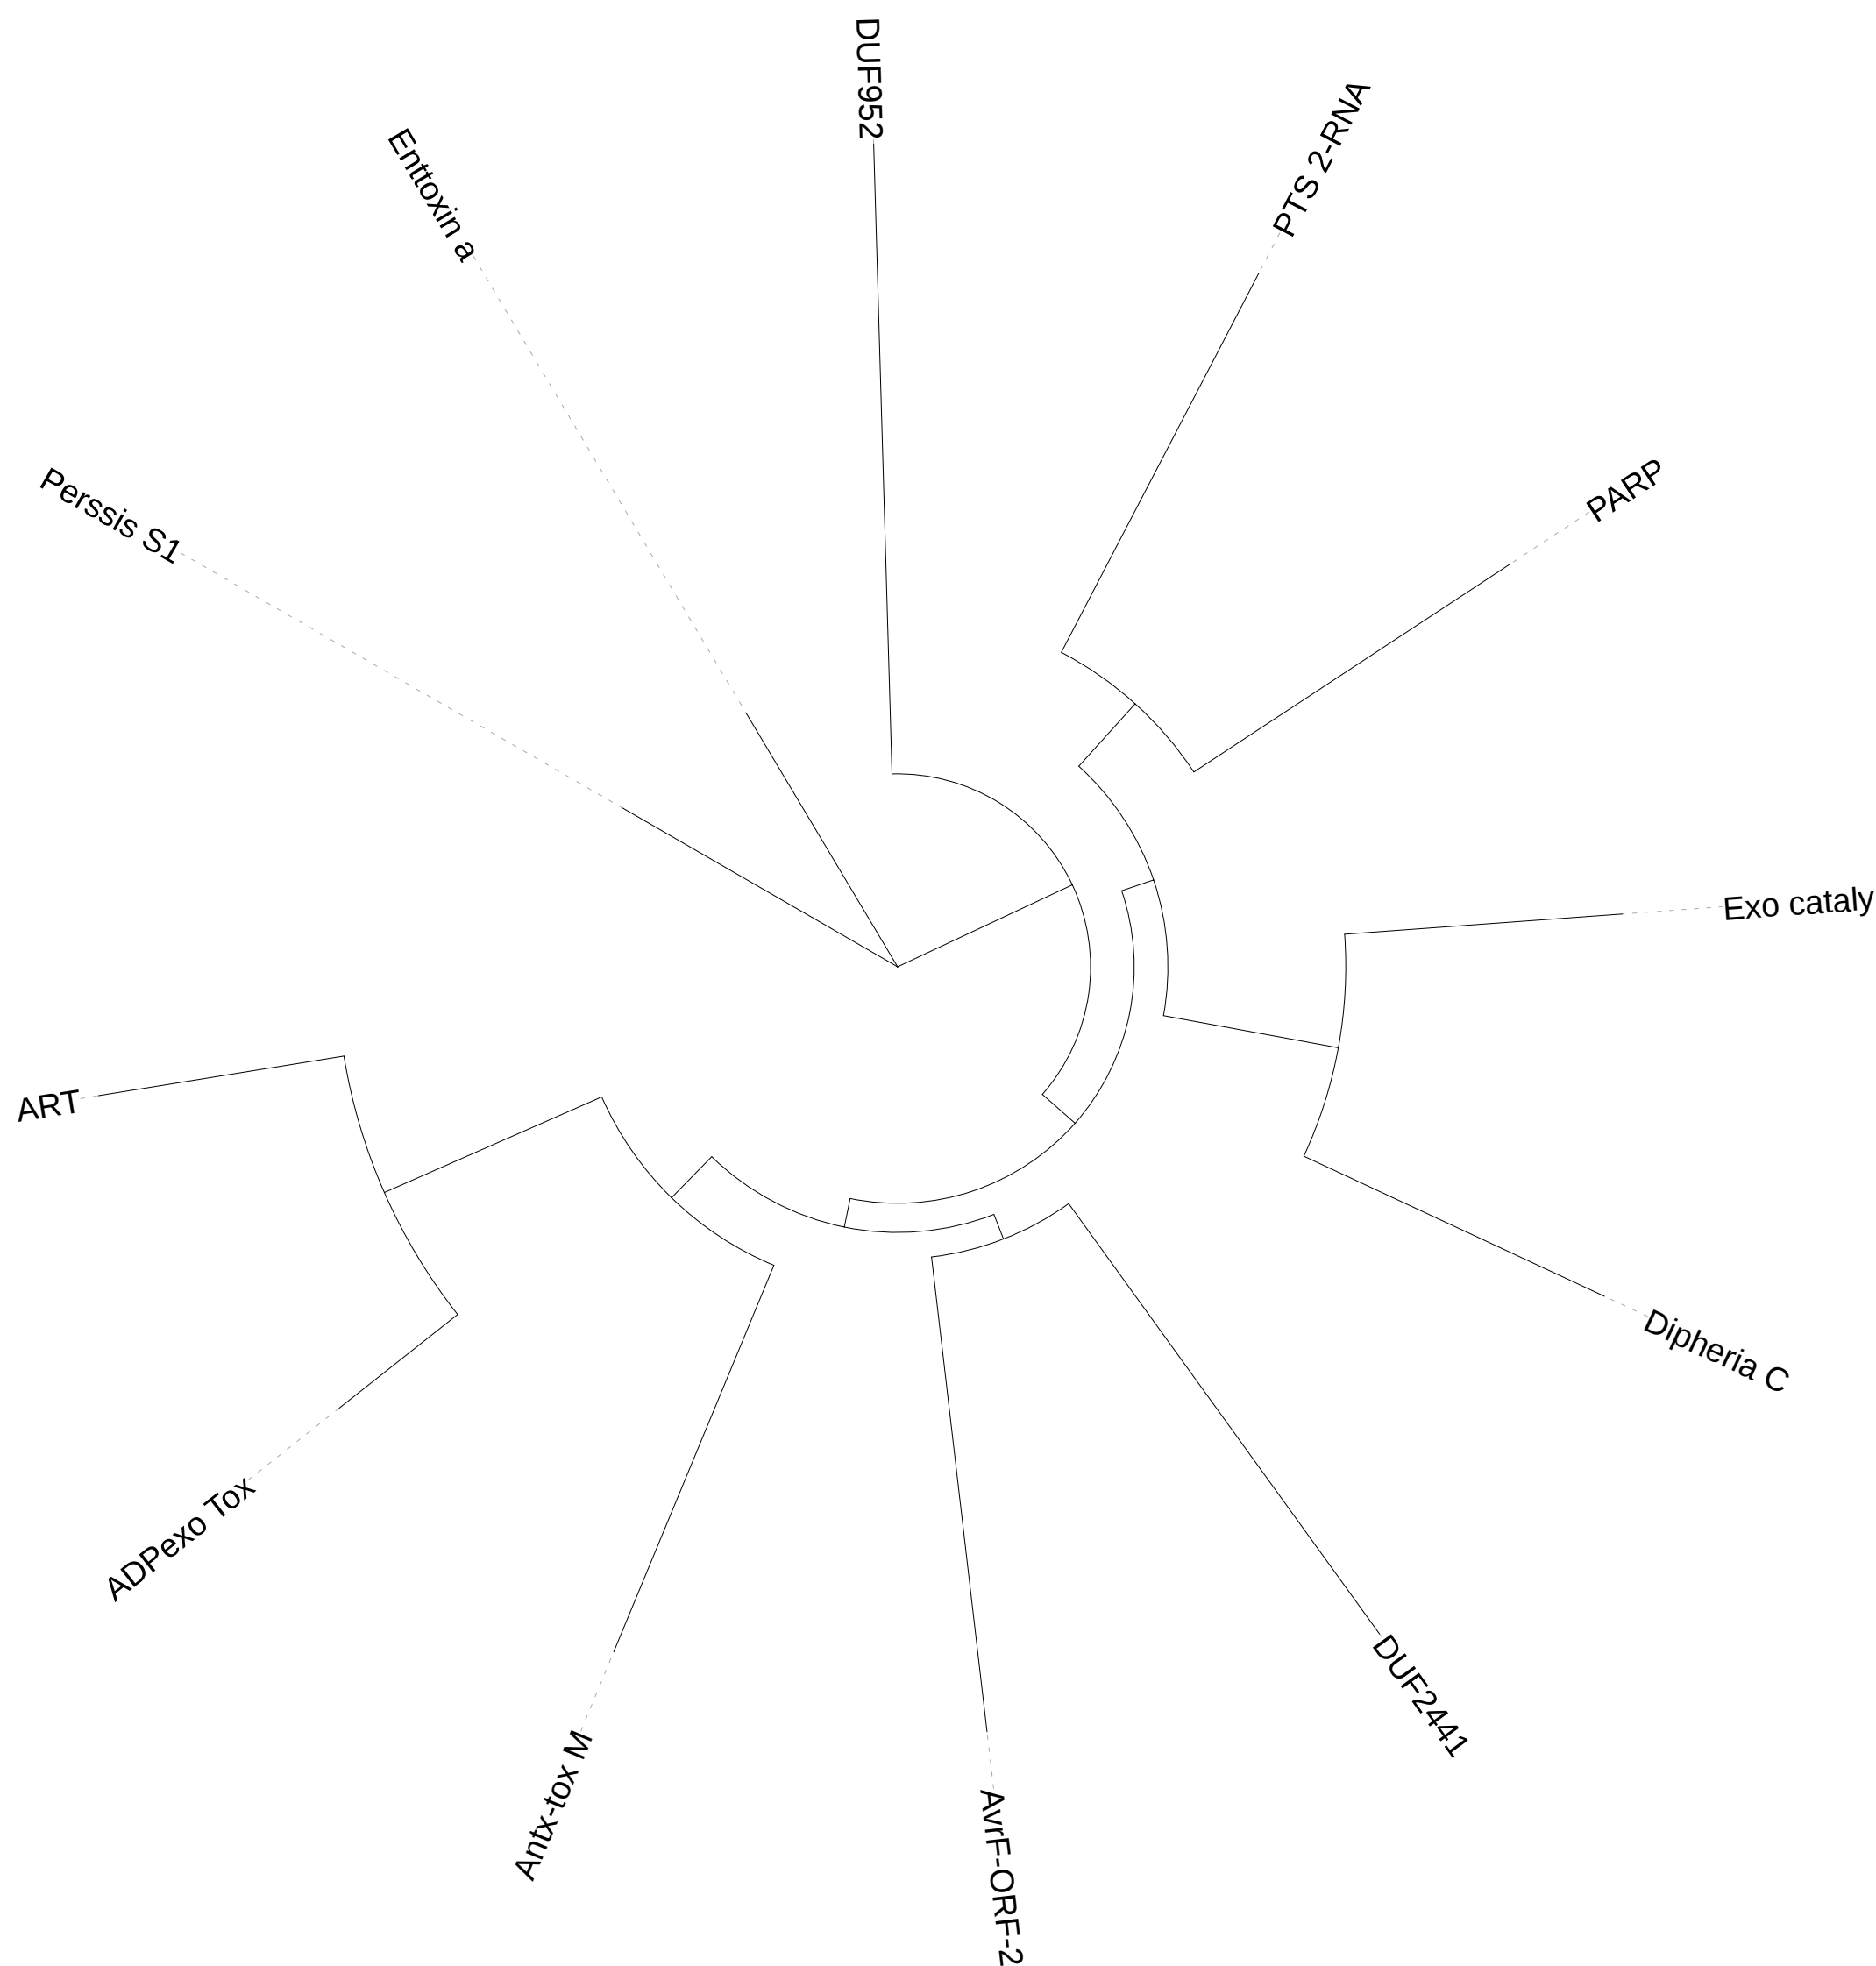 DUF952
PTS 2-RNA
Enttoxin a
PARP
Perssis S1
Exo cataly
ART
Dipheria C
ADPexo Tox
DUF2441
Antx-tox M
AvrF-ORF-2